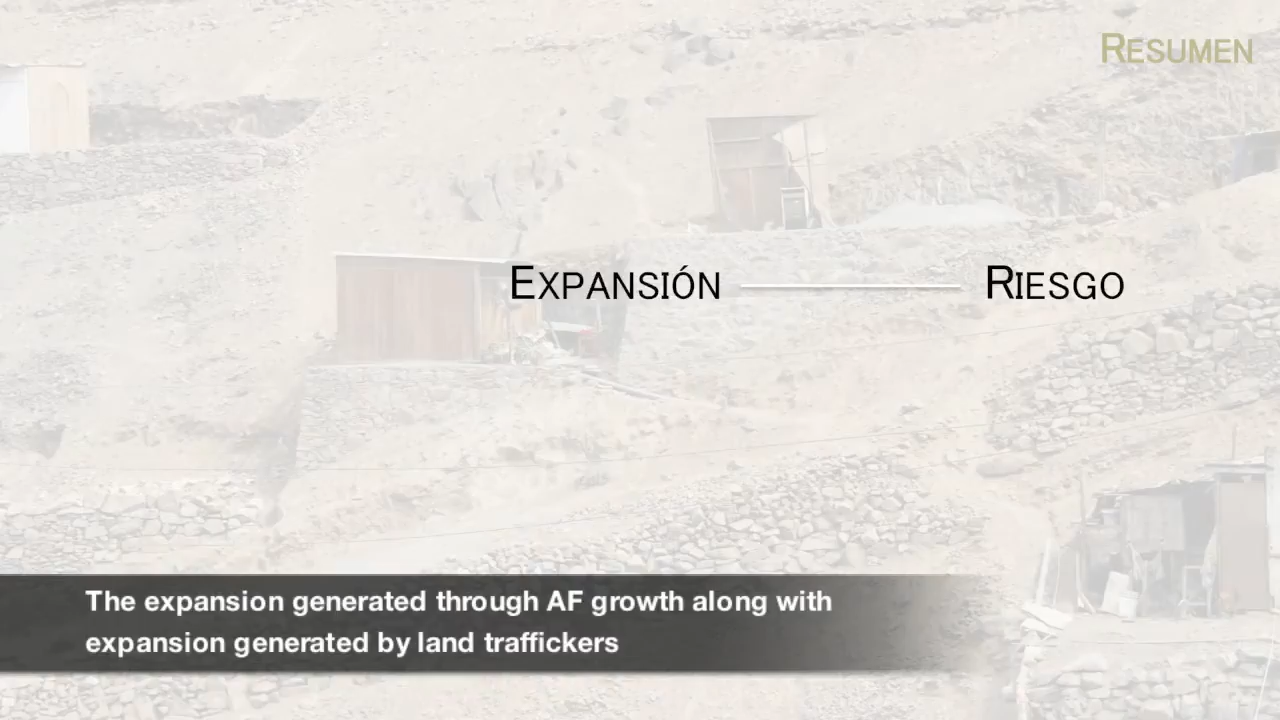 RESUMEN
EXPANSIÓN RIESGO
The expansion generated through AF growth along with
expansion generated by land traffickers